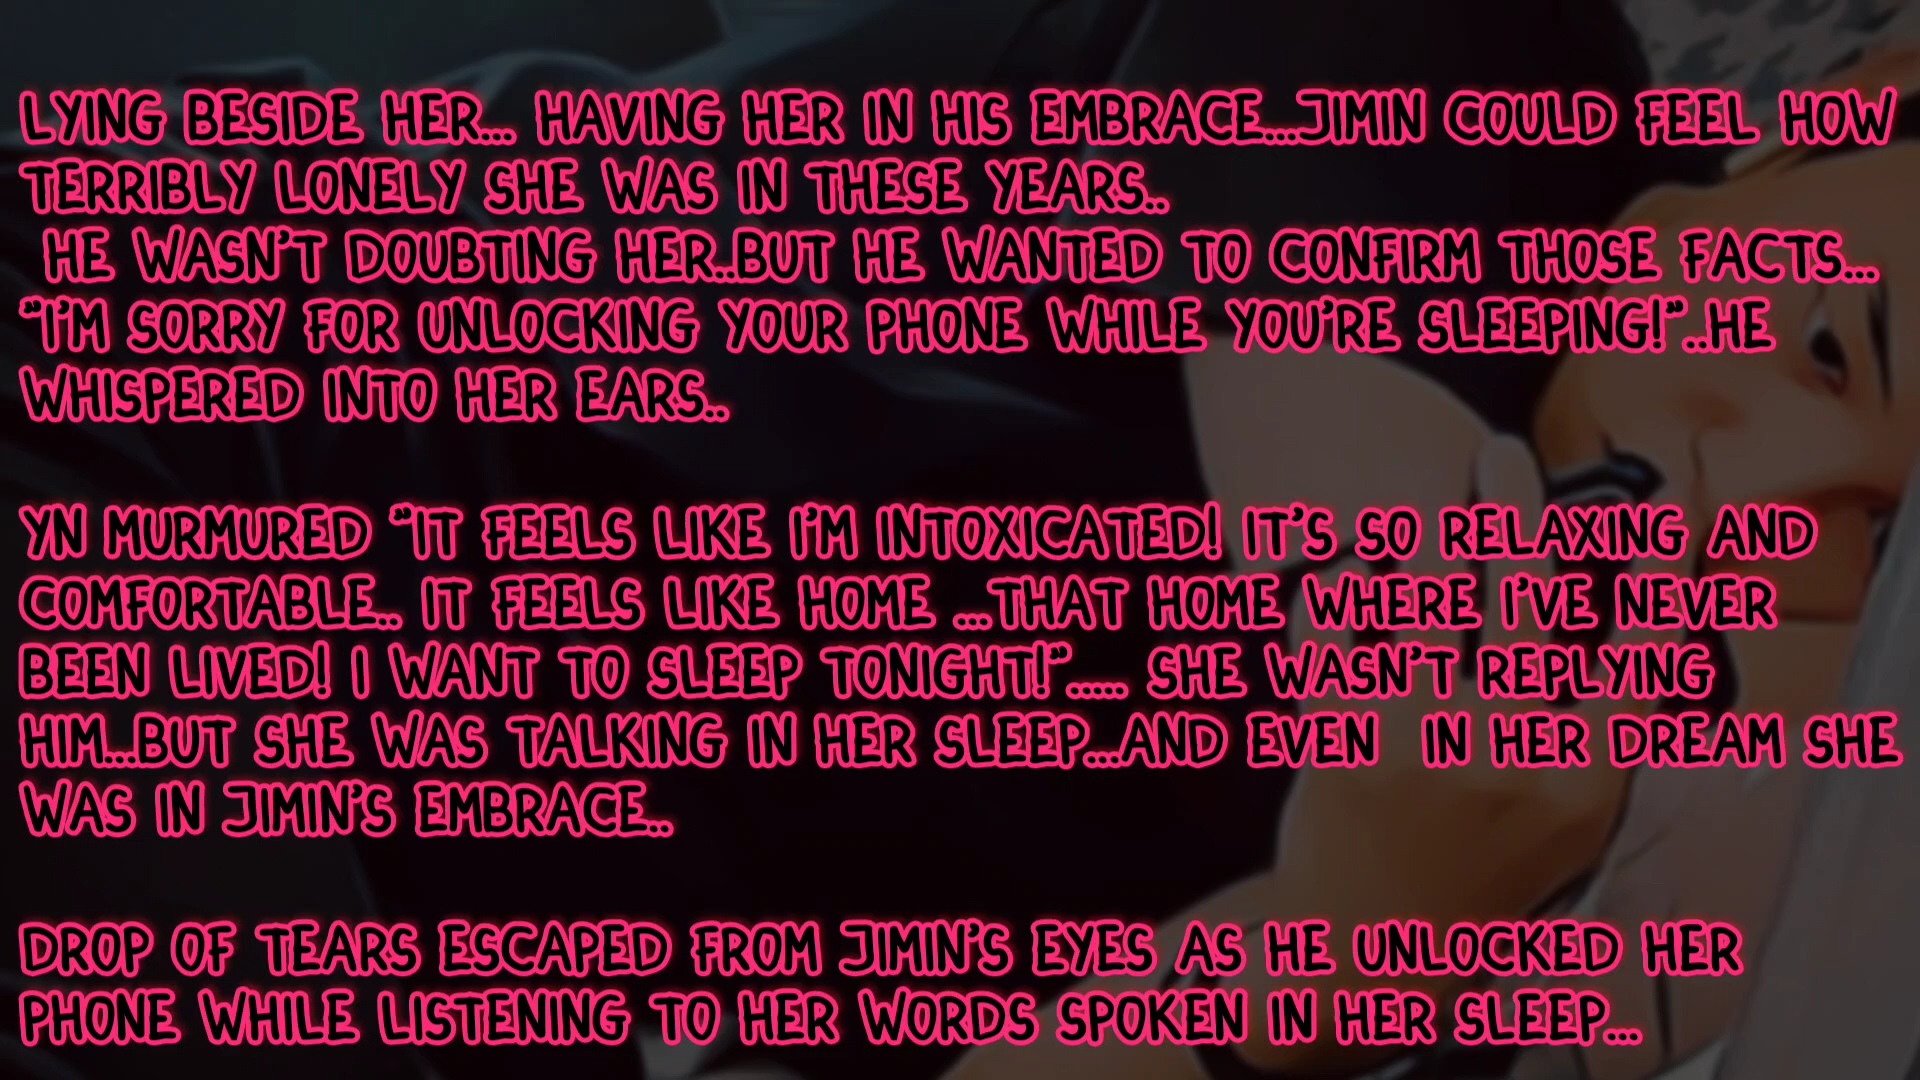 LYING BESIDE HER... HAVING HER IN HIS EMBRACE...JIMIN COULD FEEL HOW
TERRIBLY LONELY SHE WAS IN THESE YEARS..
HE WASN'T DOUBTING HER..BUT HE WANTED TO CONFIRM THOSE FACTS...
"I'M SORRY FOR UNLOCKING YOUR PHONE WHILE YOU'RE SLEEPING!"..HE
WHISPERED INTO HER EARS..
YN MURMURED "IT FEELS LIKE I'M INTOXICATED! IT'S SO RELAXING AND
COMFORTABLE.. IT FEELS LIKE HOME ...THAT HOME WHERE I'VE NEVER
BEEN LIVED! I WANT TO SLEEP TONIGHT!"..... SHE WASN'T REPLYING
HIM...BUT SHE WAS TALKING IN HER SLEEP...AND EVEN  IN HER DREAM SHE
WAS IN JIMIN'S EMBRACE..
DROP OF TEARS ESCAPED FROM JIMIN'S EYES AS HE UNLOCKED HER
PHONE WHILE LISTENING TO HER WORDS SPOKEN IN HER SLEEP...